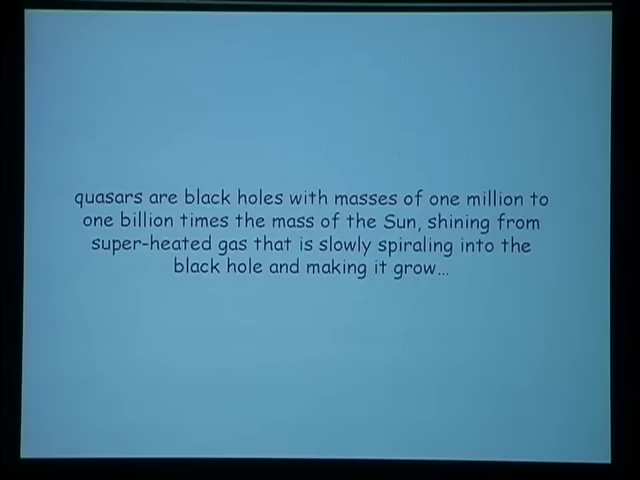 quasars are black holes with masses of one million to
one billion times the mass of the Sun, shining from
super-heated gas that is slowly spiraling into the
black hole and making it grow...